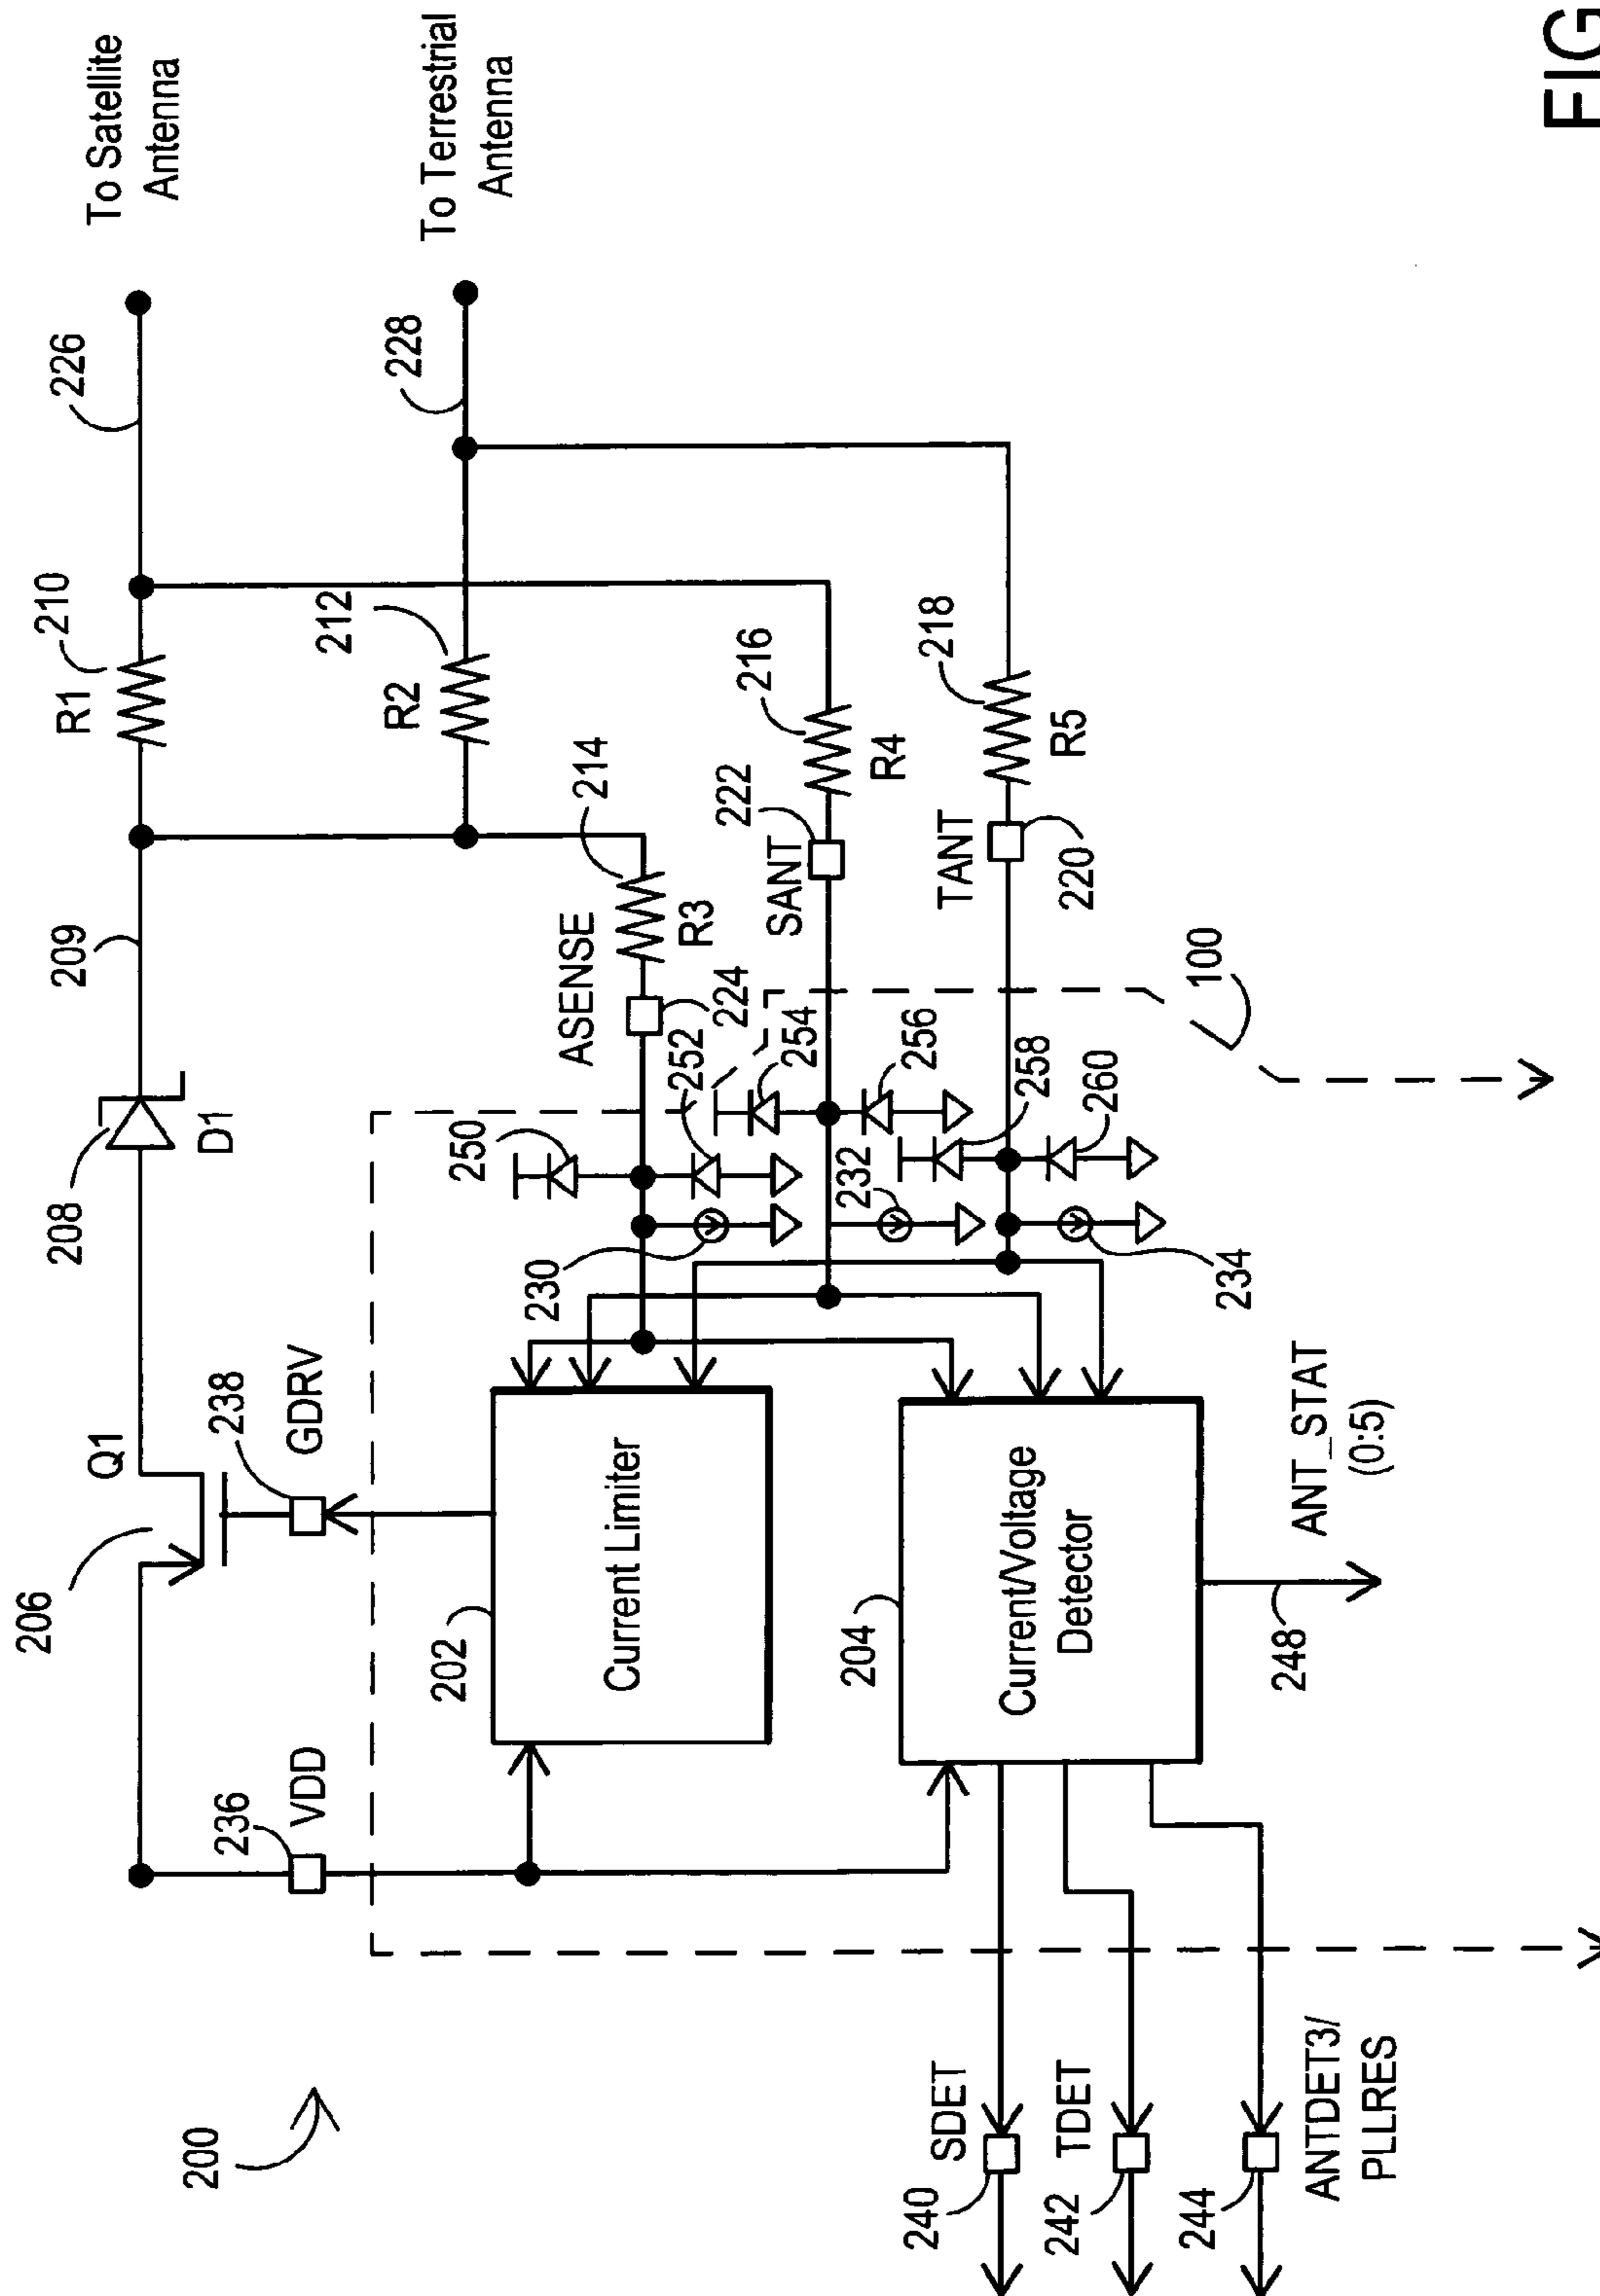 200
206
Q1
208
D1
209
R1
210
226
To Satellite
Antenna
236
VDD
238
GDRV
R2
212
228
To Terrestrial
Antenna
202
Current Limiter
230
250
252
ASENSE
224
R3
214
SANT
222
R4
216
254
256
232
258
260
234
TANT
220
R5
218
100
204
Current/Voltage
Detector
248
ANT_STAT
(0:5)
SDET
240
TDET
242
244
ANTDET3/
PLLRES
FIG